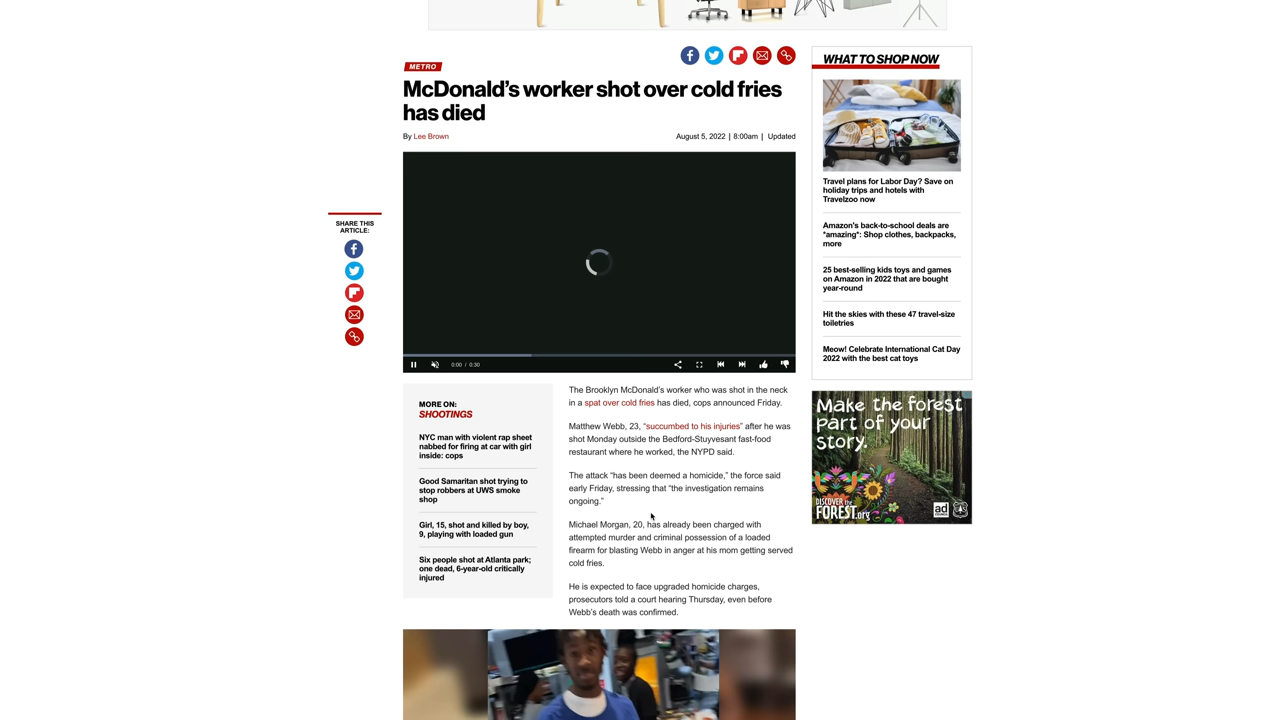 METRO
McDonald's worker shot over cold fries
has died
By Lee Brown
August 5, 2022 | 8:00am | Updated
SHARE THIS
ARTICLE:
0:00 / 0:30
MORE ON:
SHOOTINGS
NYC man with violent rap sheet
nabbed for firing at car with girl
inside: cops
Good Samaritan shot trying to
stop robbers at UWS smoke
shop
Girl, 15, shot and killed by boy,
9, playing with loaded gun
Six people shot at Atlanta park;
one dead, 6-year-old critically
injured
The Brooklyn McDonald's worker who was shot in the neck
in a spat over cold fries has died, cops announced Friday.
Matthew Webb, 23, “succumbed to his injuries” after he was
shot Monday outside the Bedford-Stuyvesant fast-food
restaurant where he worked, the NYPD said.
The attack “has been deemed a homicide,” the force said
early Friday, stressing that “the investigation remains
ongoing.”
Michael Morgan, 20, has already been charged with
attempted murder and criminal possession of a loaded
firearm for blasting Webb in anger at his mom getting served
cold fries.
He is expected to face upgraded homicide charges,
prosecutors told a court hearing Thursday, even before
Webb's death was confirmed.
WHAT TO SHOP NOW
Travel plans for Labor Day? Save on
holiday trips and hotels with
Travelzoo now
Amazon's back-to-school deals are
*amazing*: Shop clothes, backpacks,
more
25 best-selling kids toys and games
on Amazon in 2022 that are bought
year-round
Hit the skies with these 47 travel-size
toiletries
Meow! Celebrate International Cat Day
2022 with the best cat toys
Make the forest
part of your
story.
DISCOVER the
FOREST.org
ad